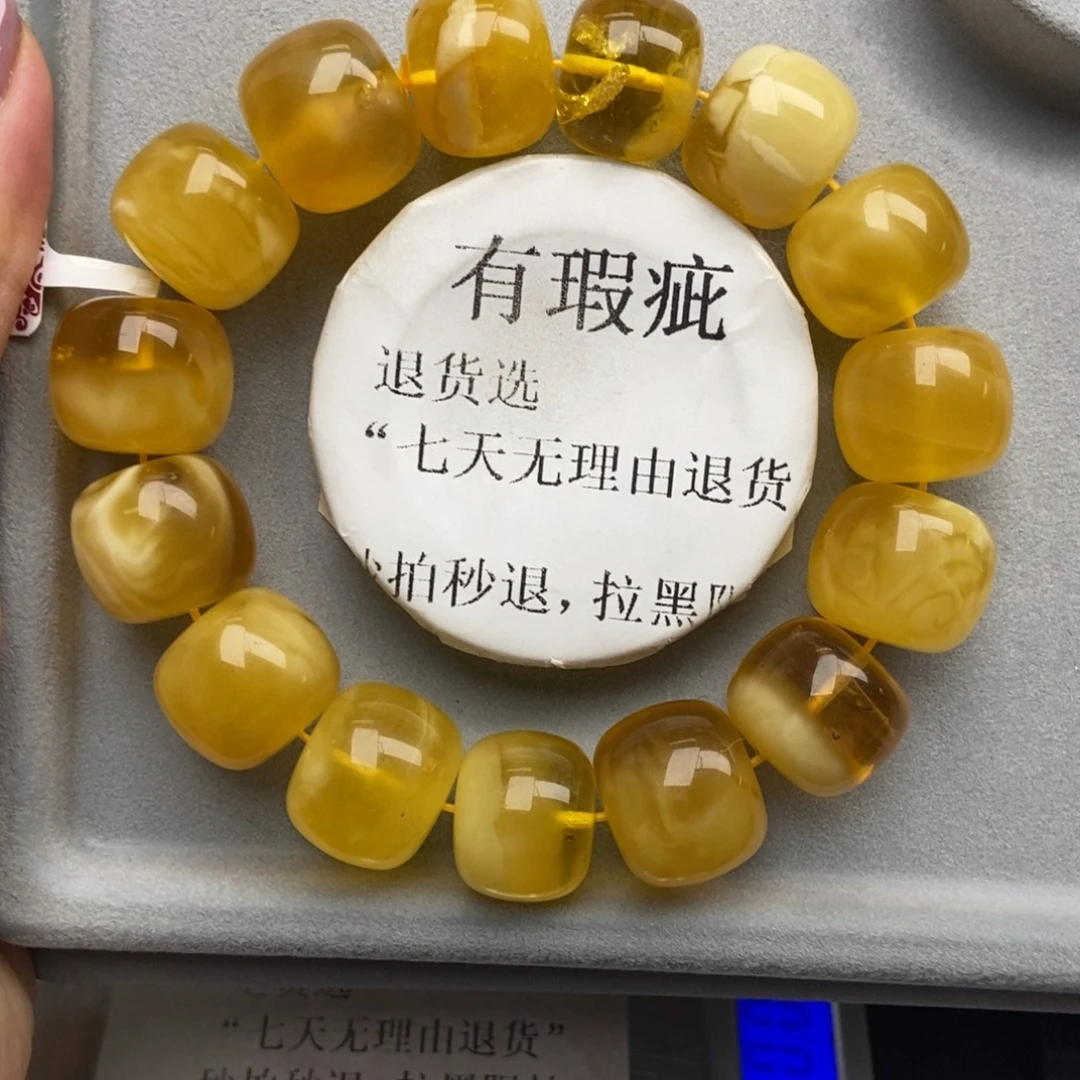 有瑕疵
退货选
“七天无理由退货
拍秒退，拉黑
“七天无理由退货”